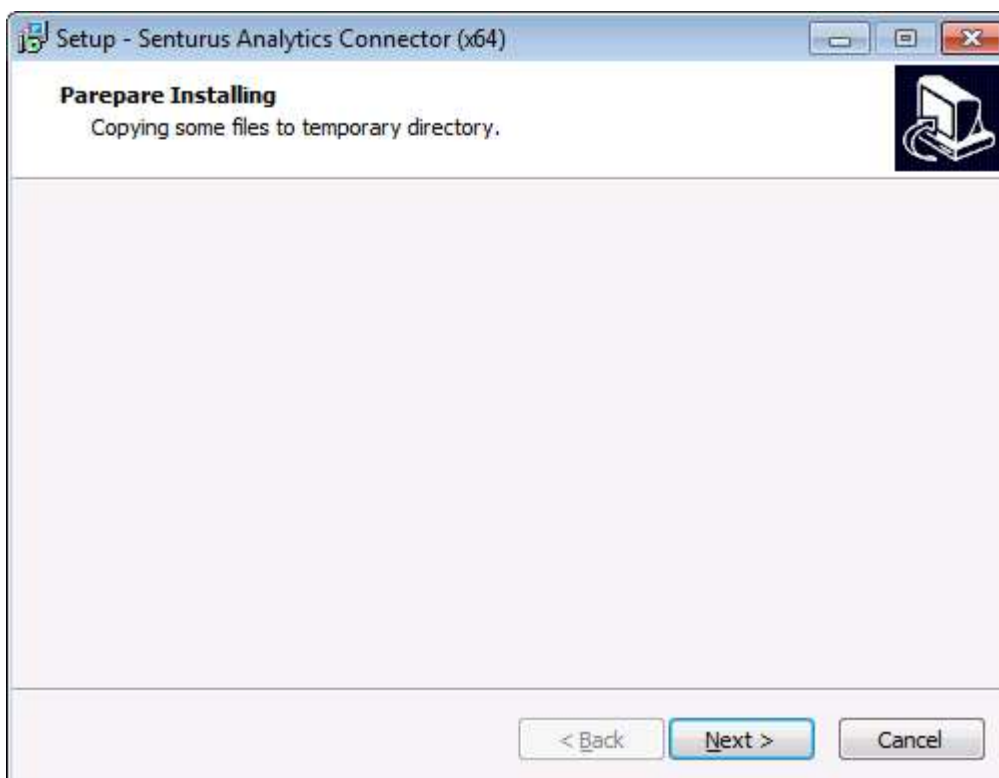 Setup - Senturus Analytics Connector (x64)
Parepare Installing
Copying some files to temporary directory.
< Back
Next >
Cancel